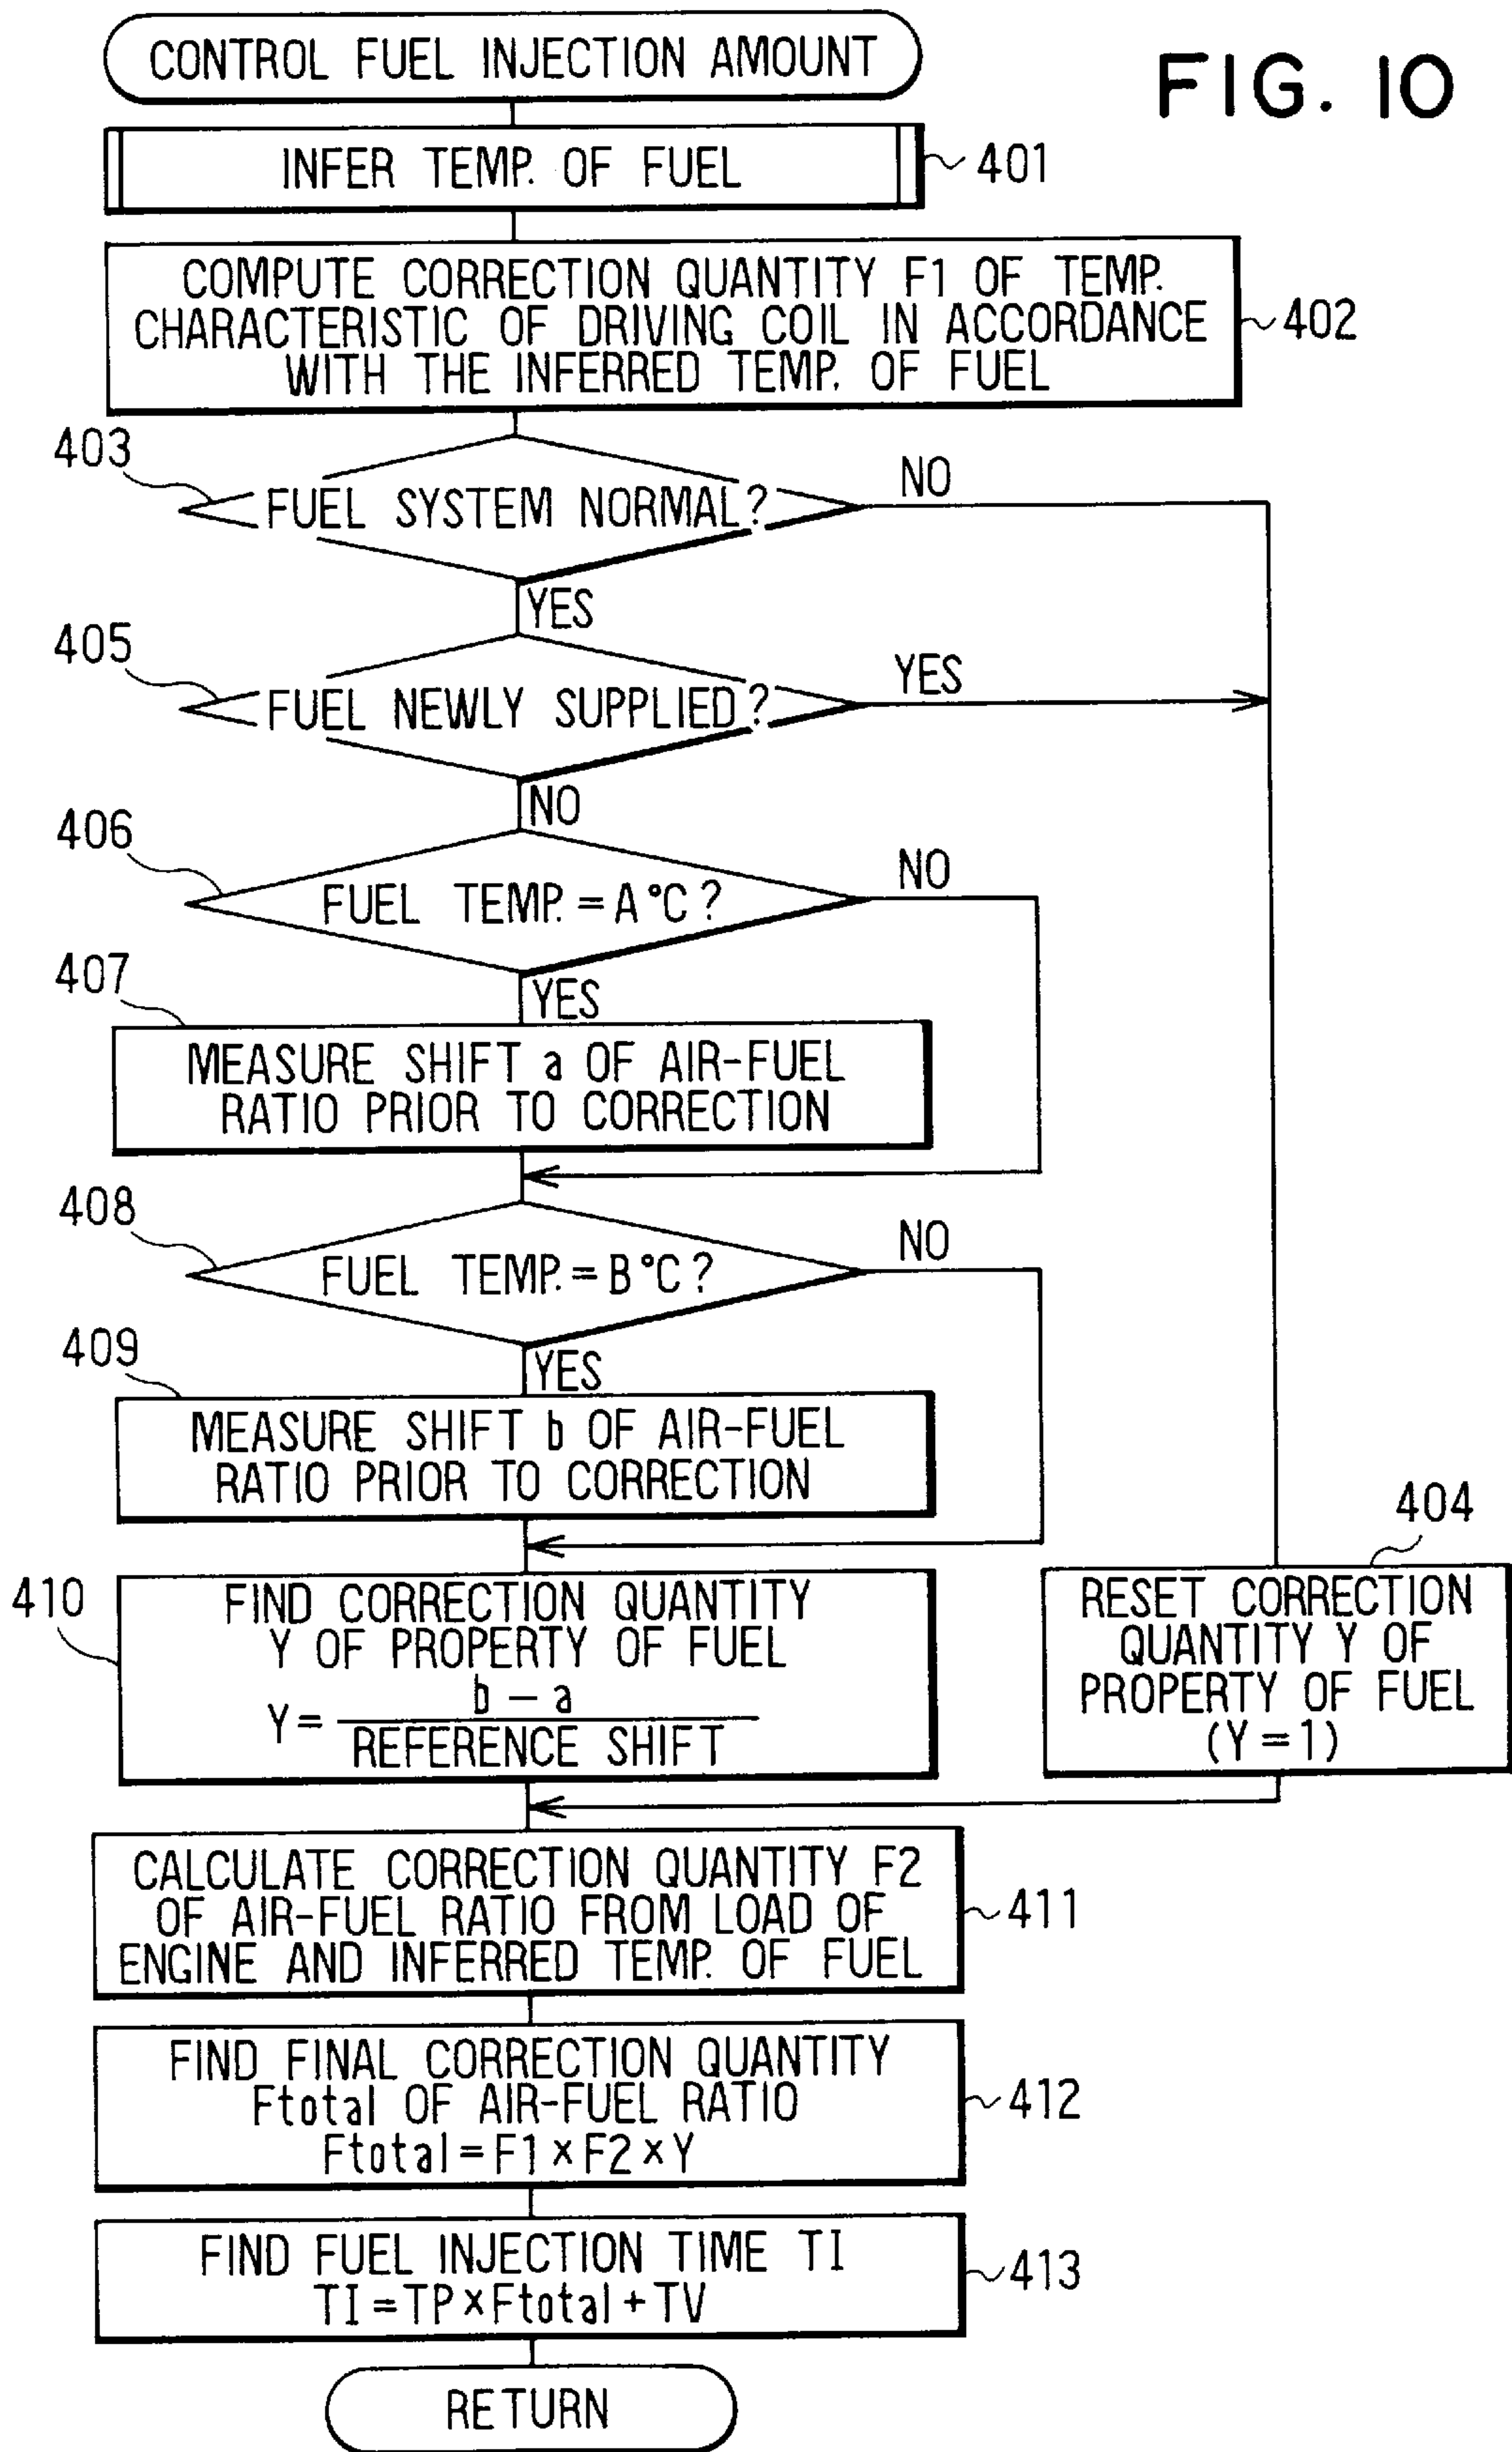 CONTROL FUEL INJECTION AMOUNT
FIG. 10
INFER TEMP. OF FUEL
401
COMPUTE CORRECTION QUANTITY F1 OF TEMP.
CHARACTERISTIC OF DRIVING COIL IN ACCORDANCE
WITH THE INFERRED TEMP. OF FUEL
402
403
FUEL SYSTEM NORMAL?
NO
YES
405
FUEL NEWLY SUPPLIED?
YES
NO
406
FUEL TEMP. = A°C?
NO
YES
407
MEASURE SHIFT a OF AIR-FUEL
RATIO PRIOR TO CORRECTION
408
FUEL TEMP. = B°C?
NO
YES
409
MEASURE SHIFT b OF AIR-FUEL
RATIO PRIOR TO CORRECTION
404
RESET CORRECTION
QUANTITY Y OF
PROPERTY OF FUEL
(Y = 1)
410
FIND CORRECTION QUANTITY
Y OF PROPERTY OF FUEL
b - a
Y =
REFERENCE SHIFT
CALCULATE CORRECTION QUANTITY F2
OF AIR-FUEL RATIO FROM LOAD OF
ENGINE AND INFERRED TEMP. OF FUEL
411
FIND FINAL CORRECTION QUANTITY
Ftotal OF AIR-FUEL RATIO
Ftotal = F1 × F2 × Y
412
FIND FUEL INJECTION TIME TI
TI = TP × Ftotal + TV
413
RETURN